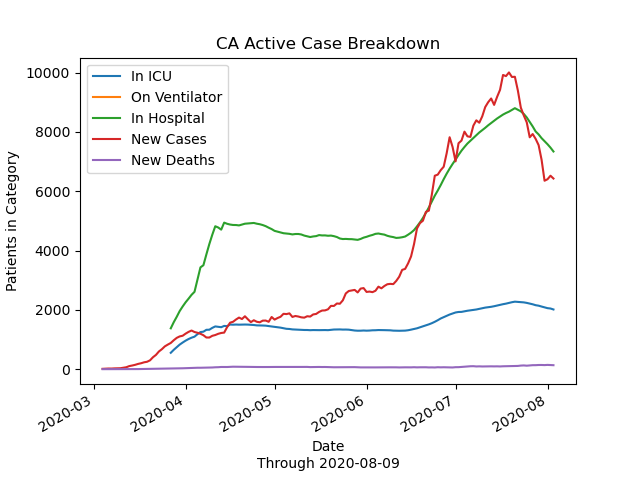 CA Active Case Breakdown
In ICU
On Ventilator
In Hospital
New Cases
New Deaths
Patients in Category
10000
8000
6000
4000
2000
0
2020-03
2020-04
2020-05
2020-06
2020-07
2020-08
Date
Through 2020-08-09